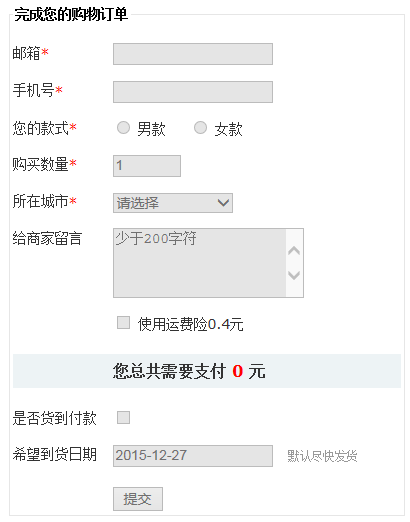 完成您的购物订单
邮箱*
手机号*
您的款式* 男款 女款
购买数量* 1
所在城市* 请选择
给商家留言 少于200字符
使用运费险0.4元
您总共需要支付 0 元
是否货到付款
希望到货日期 2015-12-27 默认尽快发货
提交